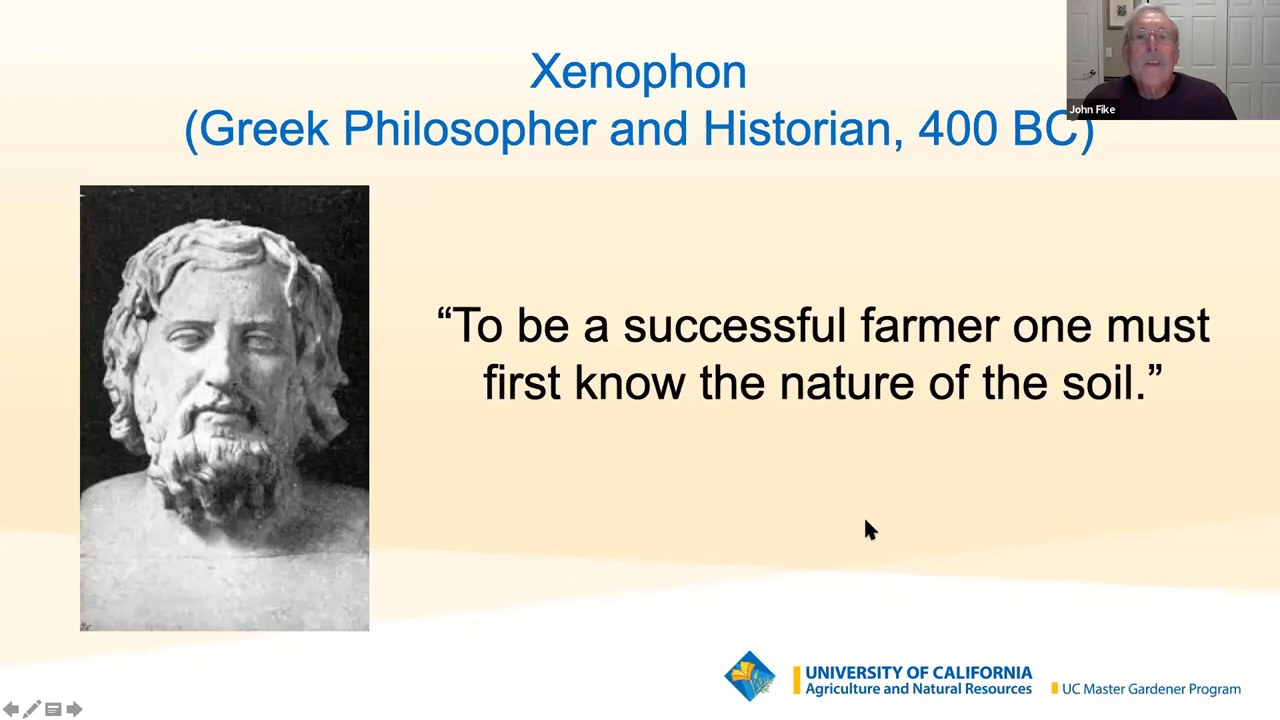 Xenophon
(Greek Philosopher and Historian, 400 BC)
John Fike
“To be a successful farmer one must
first know the nature of the soil.”
UNIVERSITY OF CALIFORNIA
Agriculture and Natural Resources
UC Master Gardener Program